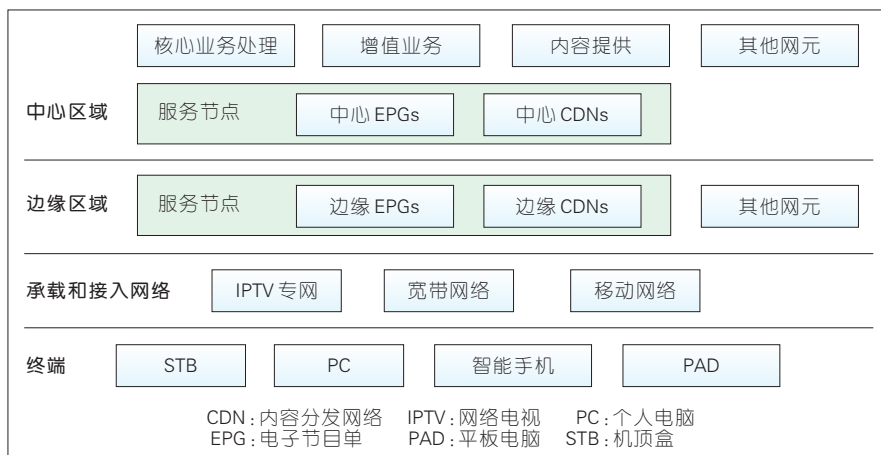 核心业务处理 增值业务 内容提供 其他网元
中心区域 服务节点 中心 EPGs 中心 CDNs
边缘区域 服务节点 边缘 EPGs 边缘 CDNs 其他网元
承载和接入网络 IPTV 专网 宽带网络 移动网络
终端 STB PC 智能手机 PAD
CDN：内容分发网络 IPTV：网络电视 PC：个人电脑
EPG：电子节目单 PAD：平板电脑 STB：机顶盒